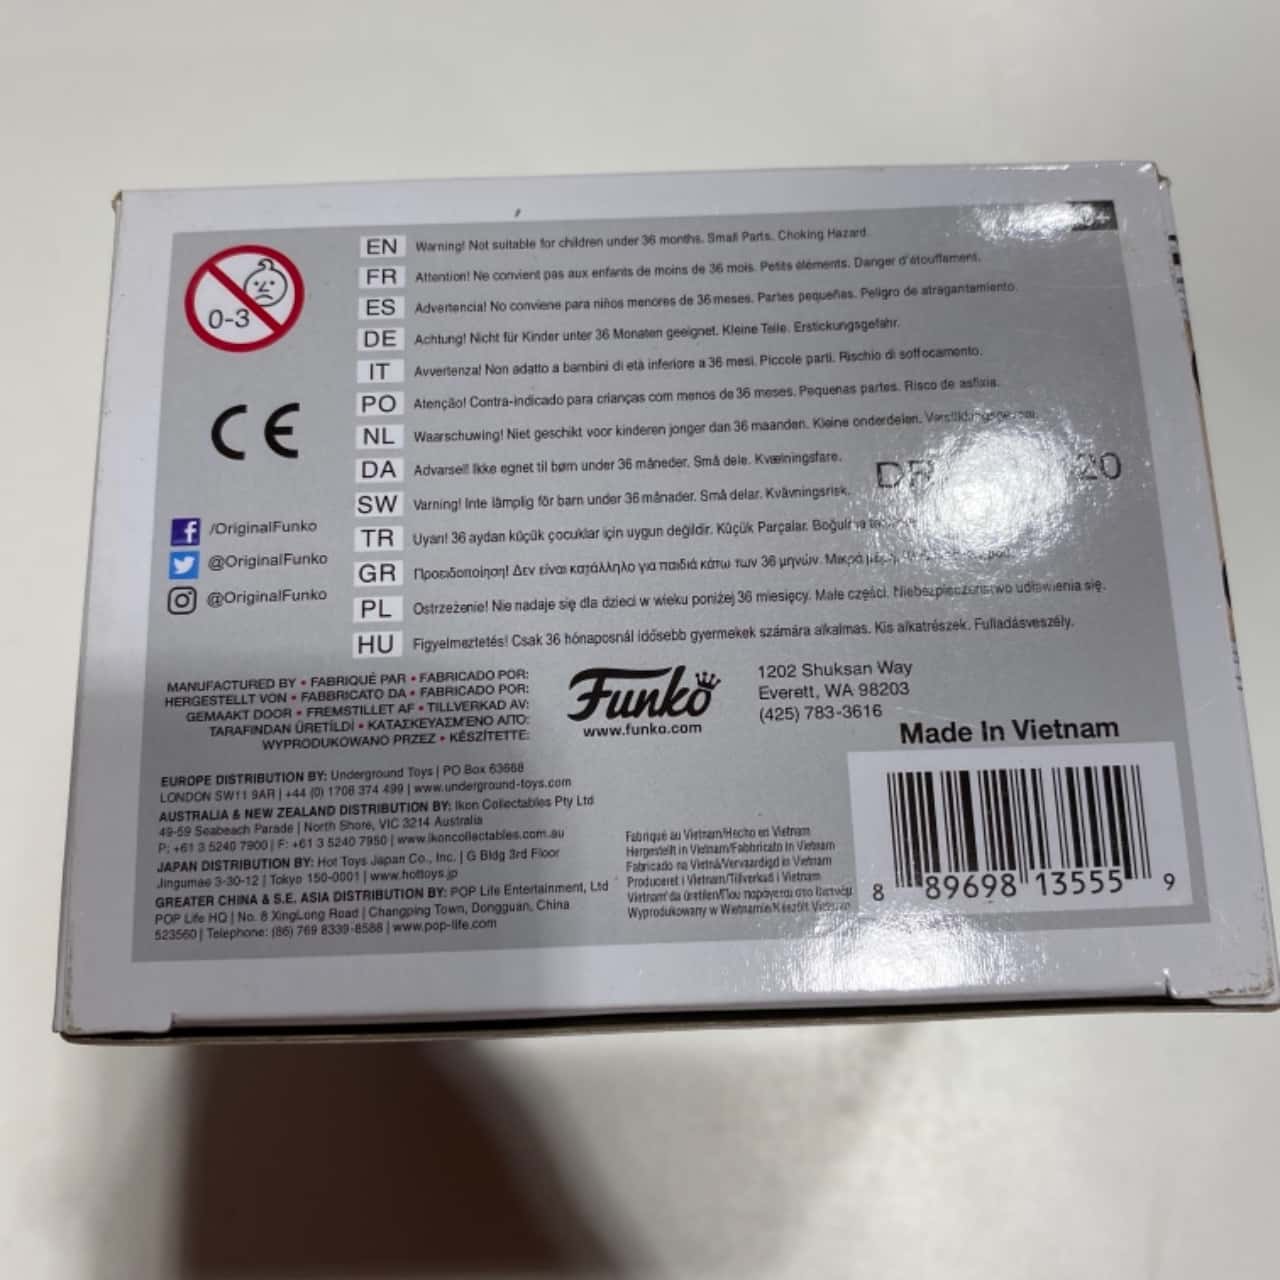 0-3
CE
EN Warning! Not suitable for children under 36 months. Small Parts. Choking Hazard.
FR Attention! Ne convient pas aux enfants de moins de 36 mois. Petits éléments. Danger d'étouffement.
ES Advertencia! No conviene para niños menores de 36 meses. Partes pequeñas. Peligro de atragantamiento.
DE Achtung! Nicht für Kinder unter 36 Monaten geeignet. Kleine Teile. Erstickungsgefahr.
IT Avvertenza! Non adatto a bambini di età inferiore a 36 mesi. Piccole parti. Rischio di soffocamento.
PO Atenção! Contra-indicado para crianças com menos de 36 meses. Pequenas partes. Risco de asfixia.
NL Waarschuwing! Niet geschikt voor kinderen jonger dan 36 maanden. Kleine onderdelen.
DA Advarsel! Ikke egnet til børn under 36 måneder. Små dele. Kvælningsfare.
SW Varning! Inte lämplig för barn under 36 månader. Små delar. Kvävningsrisk.
TR Uyarı! 36 aydan küçük çocuklar için uygun değildir. Küçük Parçalar.
GR Προειδοποίηση! Δεν είναι κατάλληλο για παιδιά κάτω των 36 μηνών. Μικρά
PL Ostrzeżenie! Nie nadaje się dla dzieci w wieku poniżej 36 miesięcy. Małe części. Niebezpieczeństwo udławienia się.
HU Figyelmeztetés! Csak 36 hónaposnál idősebb gyermekek számára alkalmas. Kis alkatrészek. Fulladásveszély.
/OriginalFunko
@OriginalFunko
@OriginalFunko
MANUFACTURED BY • FABRIQUÉ PAR • FABRICADO POR:
HERGESTELLT VON • FABBRICATO DA • FABRICADO POR:
GEMAAKT DOOR • FREMSTILLET AF • TILLVERKAD AV:
TARAFINDAN ÜRETİLDİ • ΚΑΤΑΣΚΕΥΑΣΜΈΝΟ ΑΠΌ:
WYPRODUKOWANO PRZEZ • KÉSZÍTETTE:
Funko
www.funko.com
1202 Shuksan Way
Everett, WA 98203
(425) 783-3616
Made In Vietnam
EUROPE DISTRIBUTION BY: Underground Toys | PO Box 63668
LONDON SW11 9AR | +44 (0) 1708 374 499 | www.underground-toys.com
AUSTRALIA & NEW ZEALAND DISTRIBUTION BY: Ikon Collectables Pty Ltd
49-59 Seabeach Parade | North Shore, VIC 3214 Australia
P: +61 3 5240 7900 | F: +61 3 5240 7950 | www.ikoncollectables.com.au
JAPAN DISTRIBUTION BY: Hot Toys Japan Co., Inc. | G Bldg 3rd Floor
Jingumae 3-30-12 | Tokyo 150-0001 | www.hottoys.jp
GREATER CHINA & S.E. ASIA DISTRIBUTION BY: POP Life Entertainment, Ltd
POP Life HQ | No. 8 XingLong Road | Changping Town, Dongguan, China
523560 | Telephone: (86) 769 8339-8588 | www.pop-life.com
Fabriqué au Vietnam/Hecho en Vietnam
Hergestellt in Vietnam/Fabbricato in Vietnam
Fabricado no Vietnã/Vervaardigd in Vietnam
Produceret i Vietnam/Tillverkad i Vietnam
Vietnam'da üretilen/Που παράγεται στο Βιετνάμ
Wyprodukowany w Wietnamie/Készült Vietnam
8 89698 13555 9